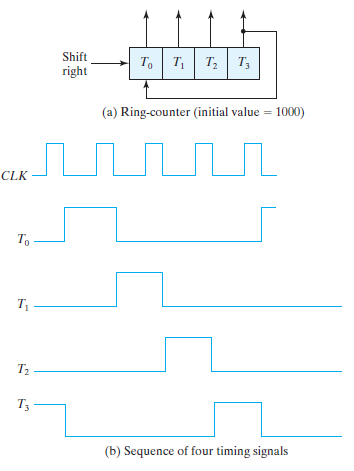 Shift
right
T₀ T₁ T₂ T₃
(a) Ring-counter (initial value = 1000)
CLK
T₀
T₁
T₂
T₃
(b) Sequence of four timing signals